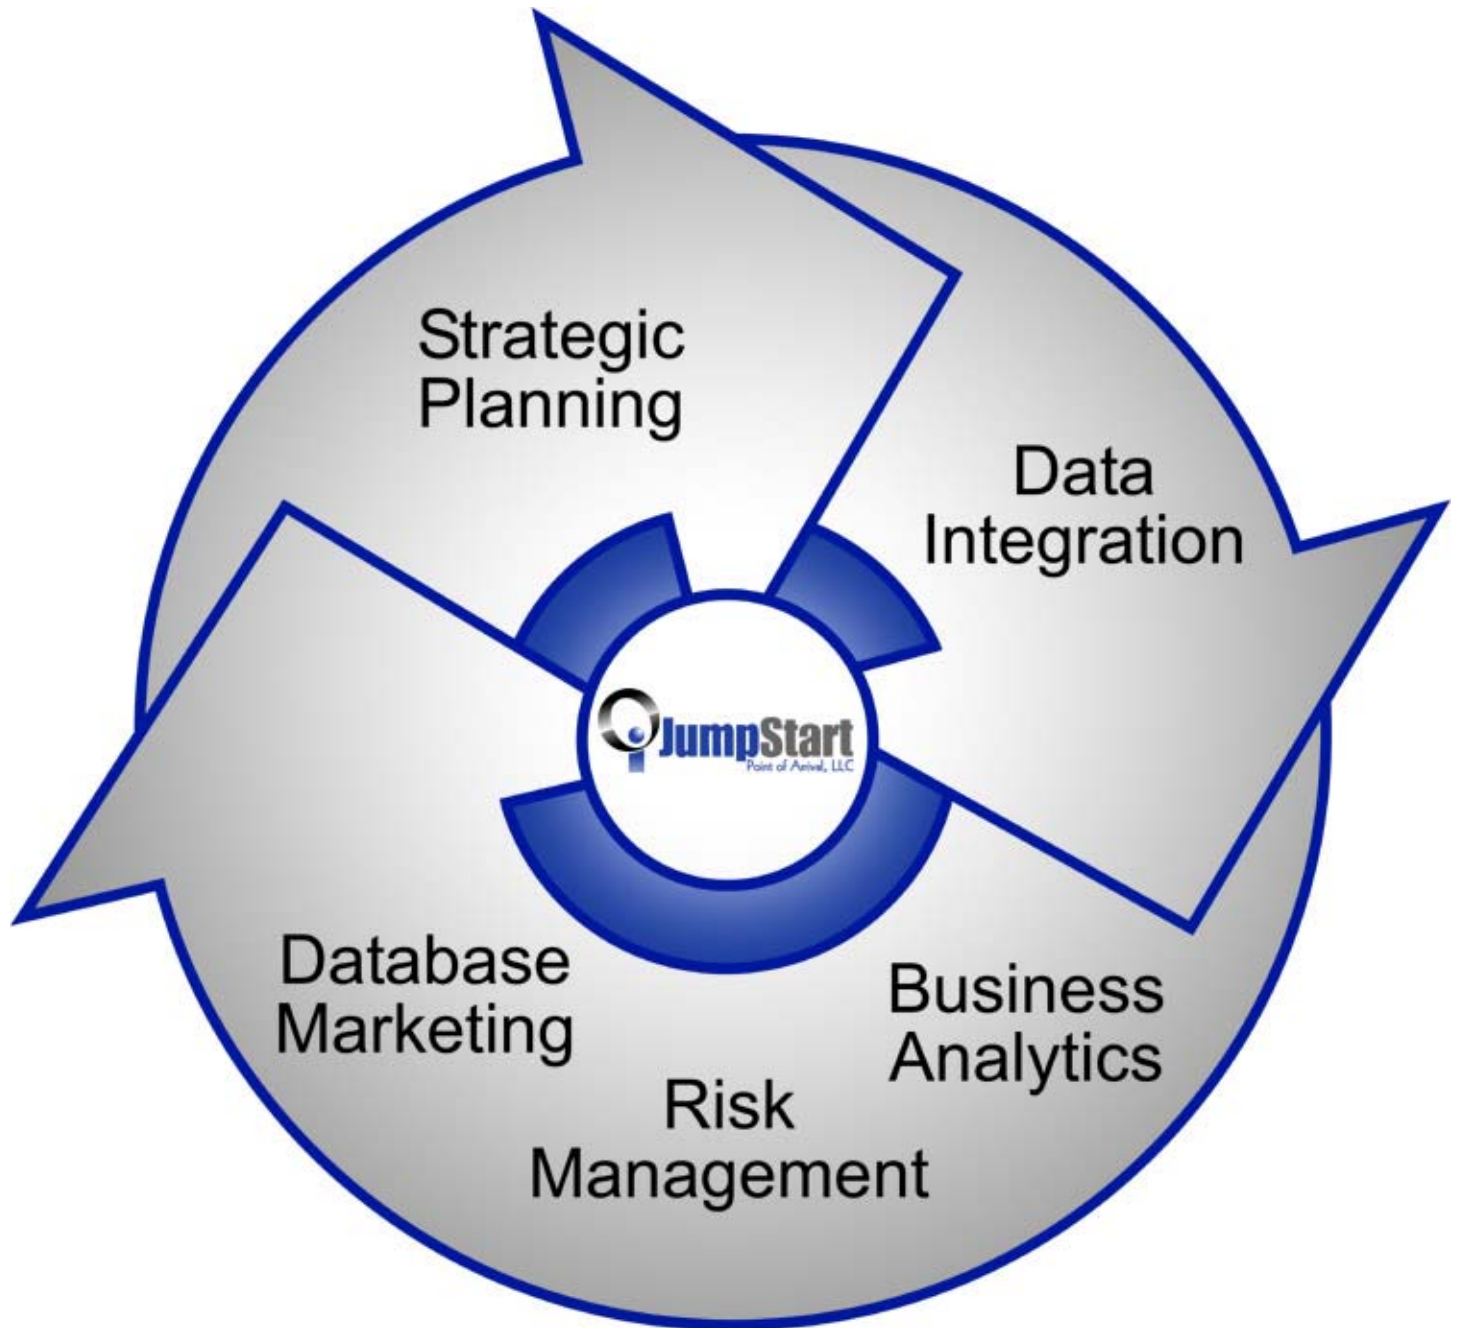 Strategic
Planning
Data
Integration
JumpStart
Point of Arrival, LLC
Database
Marketing
Business
Analytics
Risk
Management